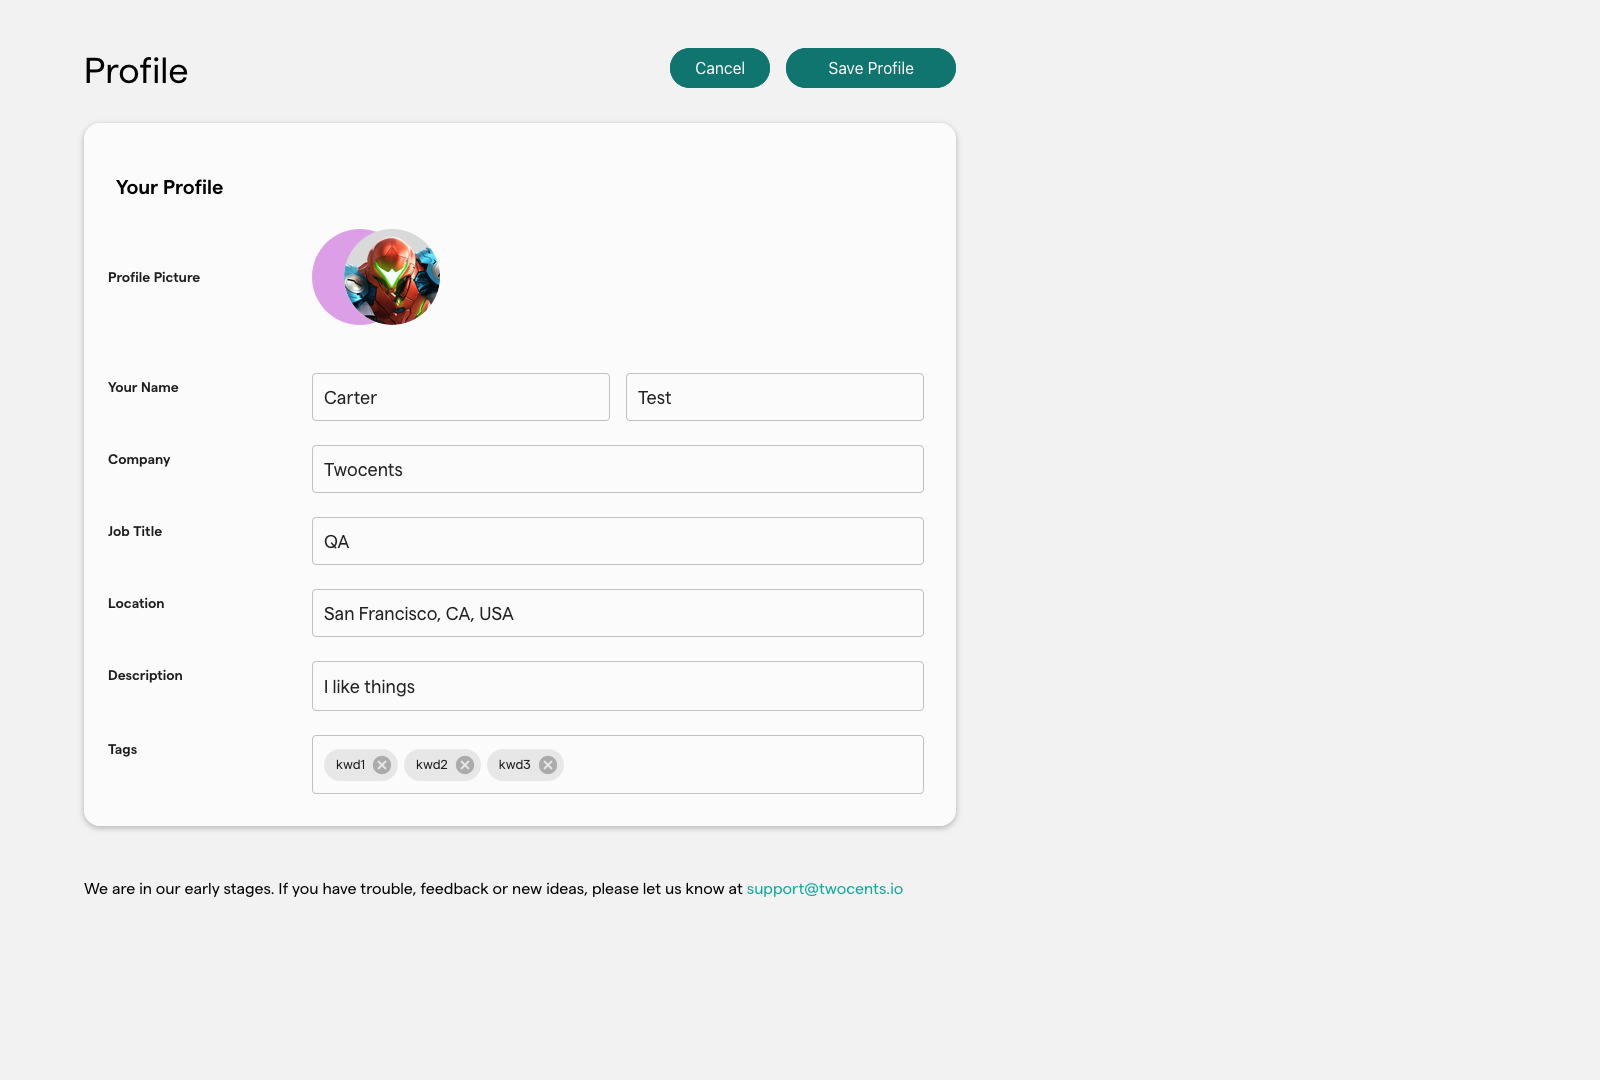 Profile
Cancel
Save Profile
Your Profile
Profile Picture
Your Name
Carter
Test
Company
Twocents
Job Title
QA
Location
San Francisco, CA, USA
Description
I like things
Tags
kwd1
kwd2
kwd3
We are in our early stages. If you have trouble, feedback or new ideas, please let us know at support@twocents.io